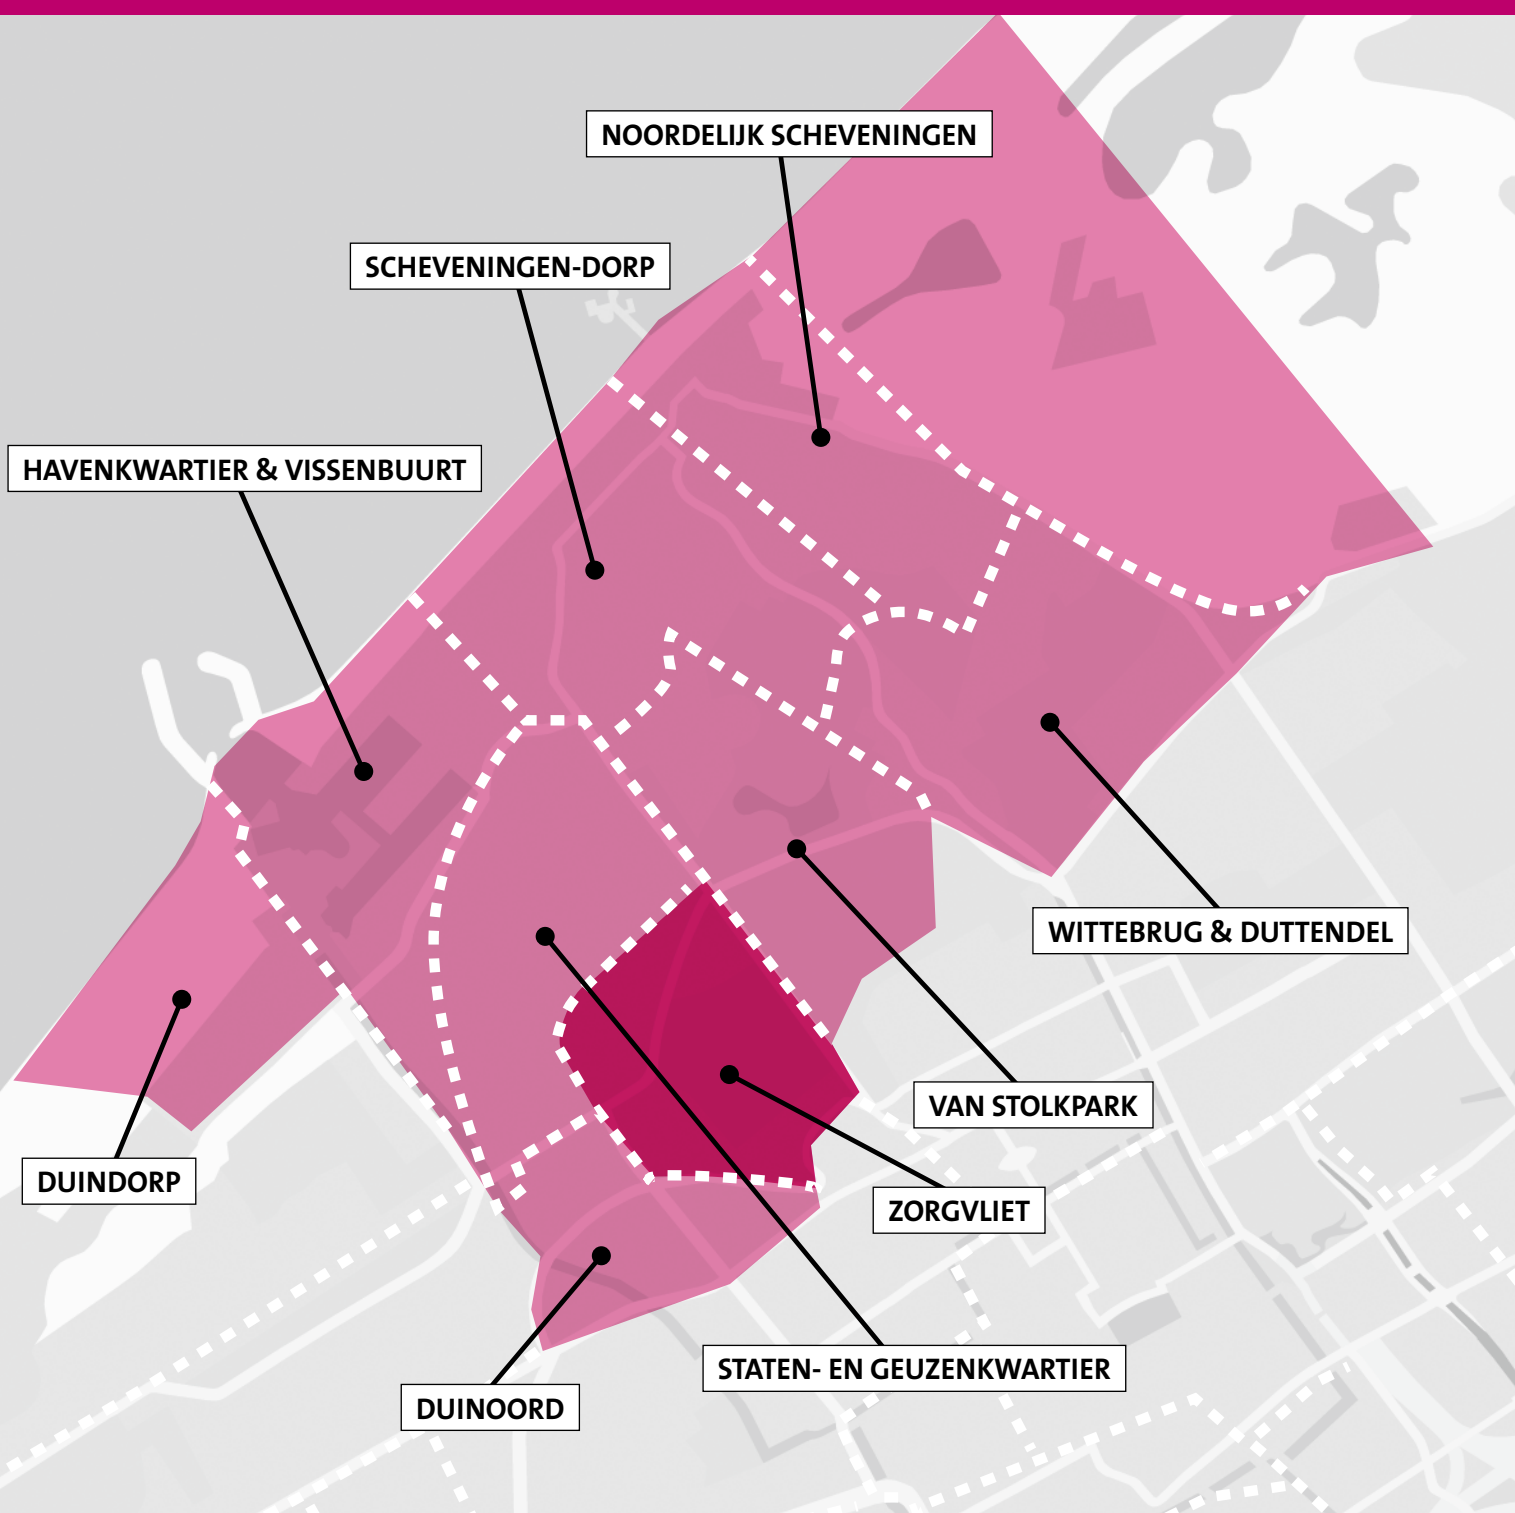 NOORDELIJK SCHEVENINGEN
SCHEVENINGEN-DORP
HAVENKWARTIER & VISSENBUURT
WITTEBRUG & DUTTENDEL
VAN STOLKPARK
DUINDORP
ZORGVLIET
STATEN- EN GEUZENKWARTIER
DUINOORD